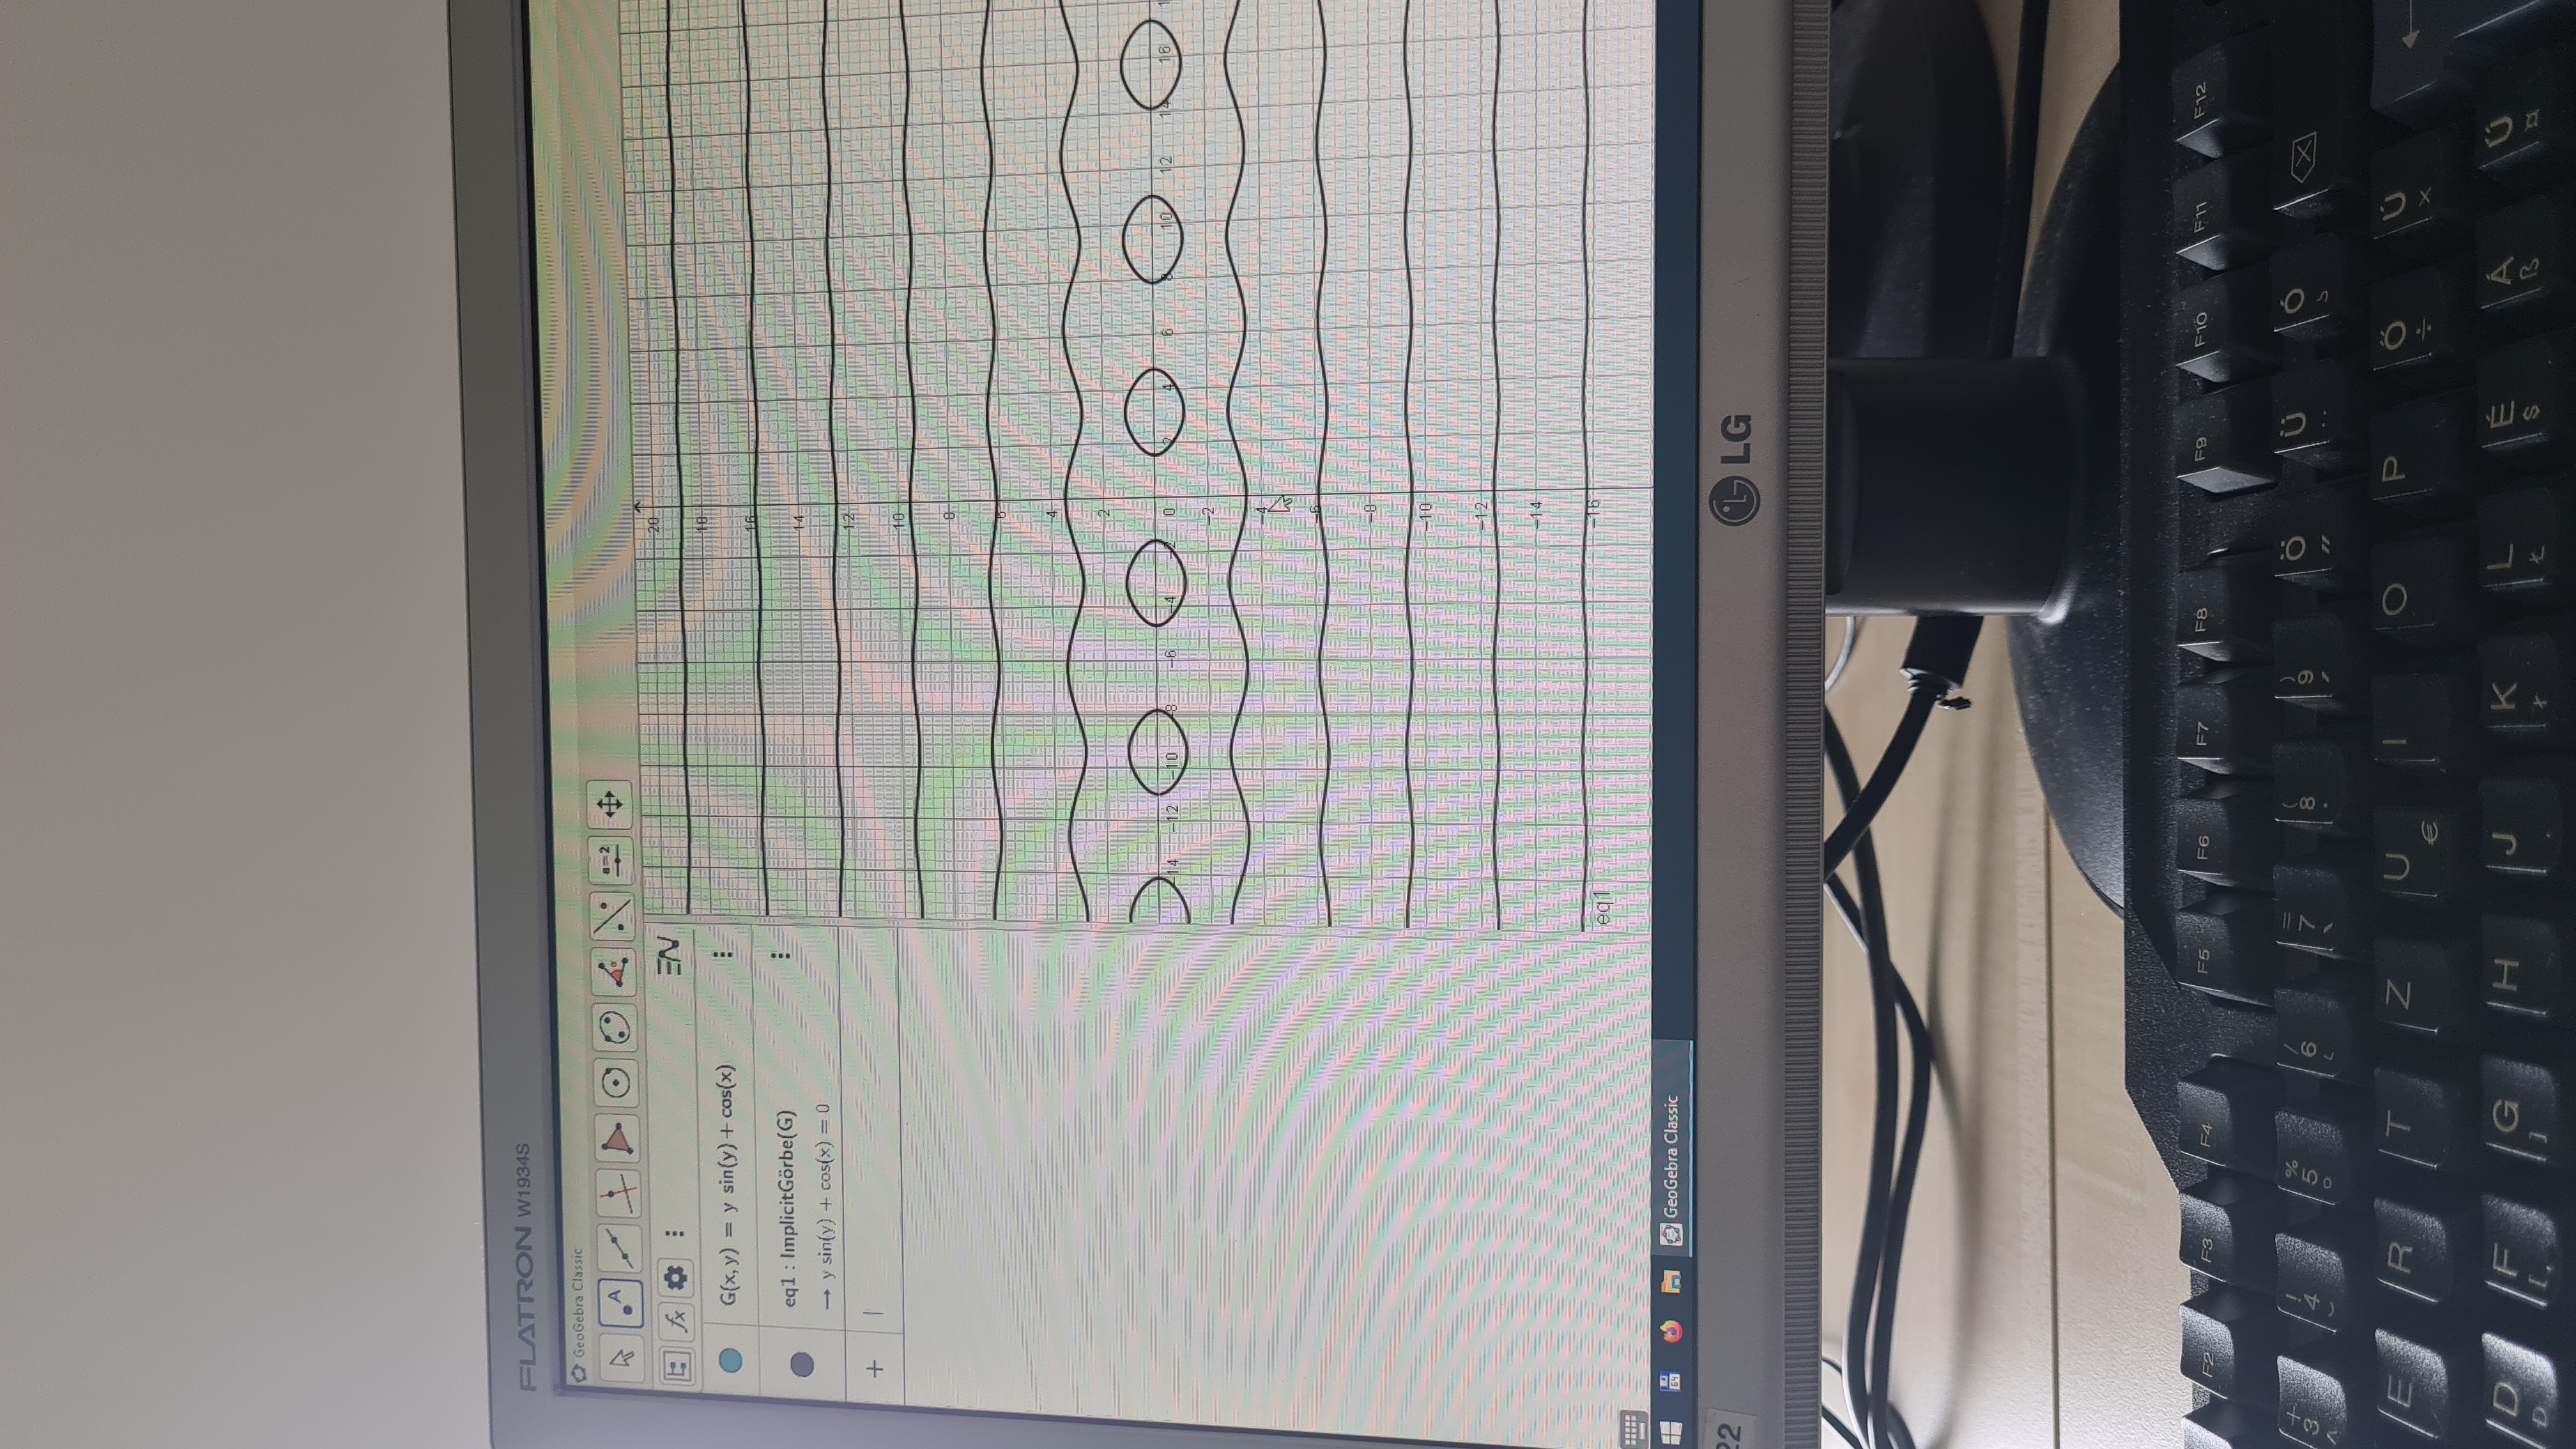 FLATRON W1934S
GeoGebra Classic
A
a=2
fx
G(x, y) = y sin(y) + cos(x)
eq1 : ImplicitGörbe(G)
→ y sin(y) + cos(x) = 0
+
20
18
16
14
12
10
8
6
4
2
–14 –12 –10 –8 –6 –4 –2 0 2 4 6 8 10 12 14 16
–2
–4
–6
–8
–10
–12
–14
–16
eq1
64
GeoGebra Classic
22
LG
F2 F3 F4 F5 F6 F7 F8 F9 F10 F11 F12
+ ! % / = ( ) Ö Ü Ó
3 4 5 6 7 8 9
E R T Z U I O P Ő Ú
€ ÷ ×
D F G H J K L É Á Ű
Đ [ ] ł Ł $ ß ¤